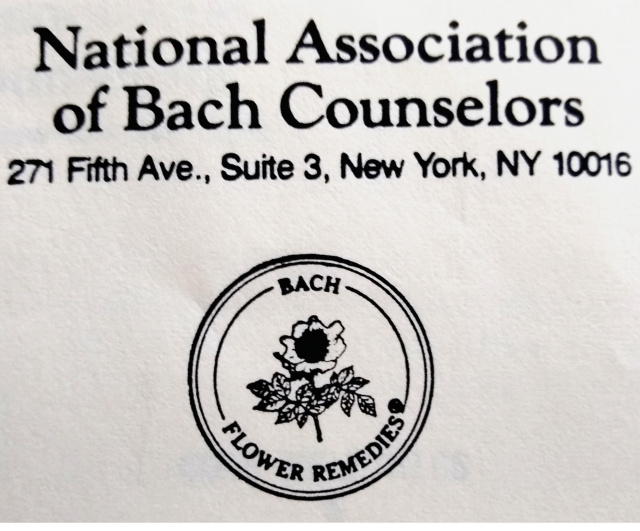 National Association
of Bach Counselors
271 Fifth Ave., Suite 3, New York, NY 10016
BACH
FLOWER REMEDIES®